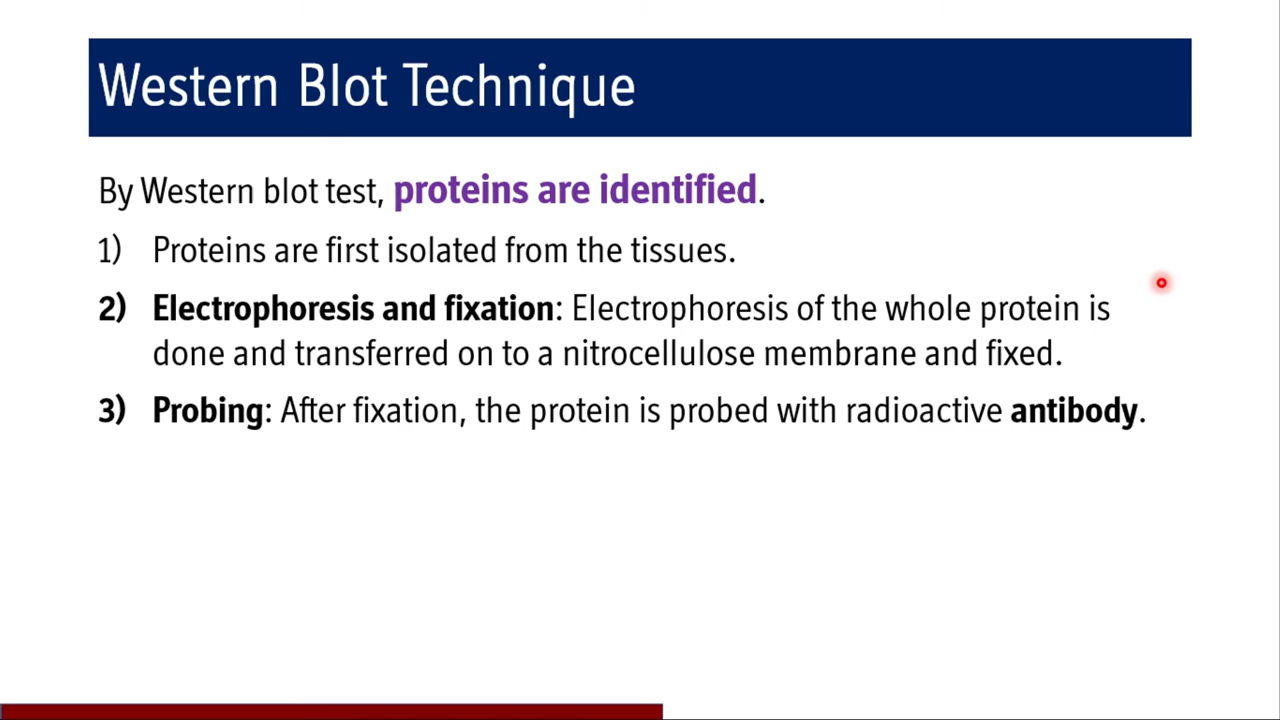 Western Blot Technique
By Western blot test, proteins are identified.
1) Proteins are first isolated from the tissues.
2) Electrophoresis and fixation: Electrophoresis of the whole protein is
done and transferred on to a nitrocellulose membrane and fixed.
3) Probing: After fixation, the protein is probed with radioactive antibody.